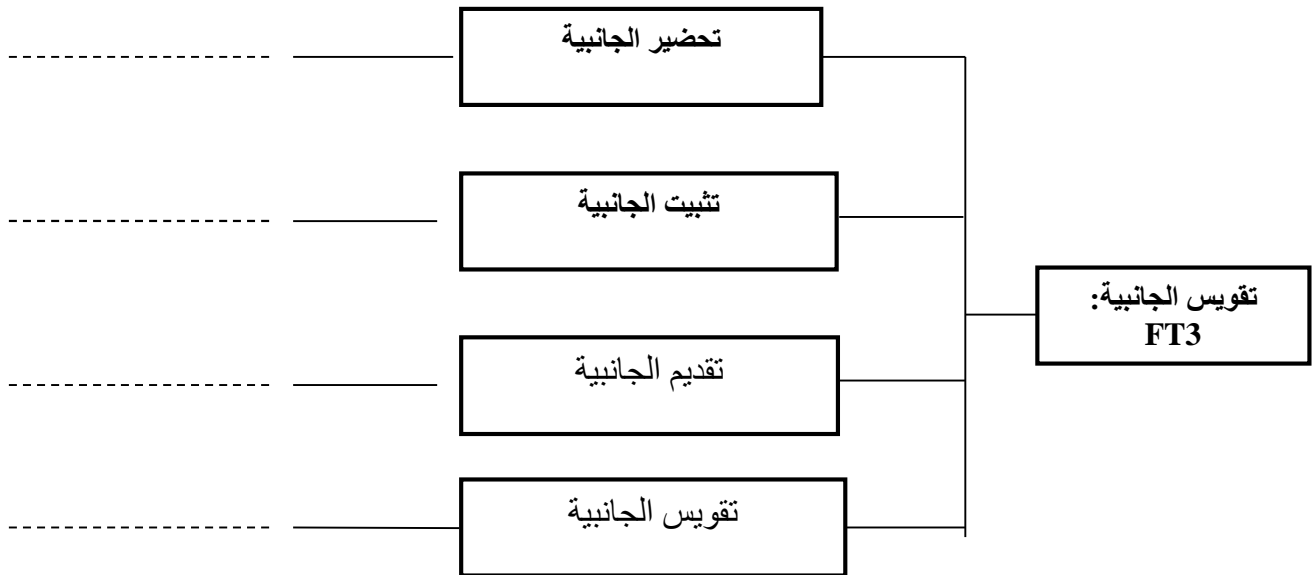 تحضير الجانبية
تثبيت الجانبية
تقويس الجانبية:
FT3
تقديم الجانبية
تقويس الجانبية